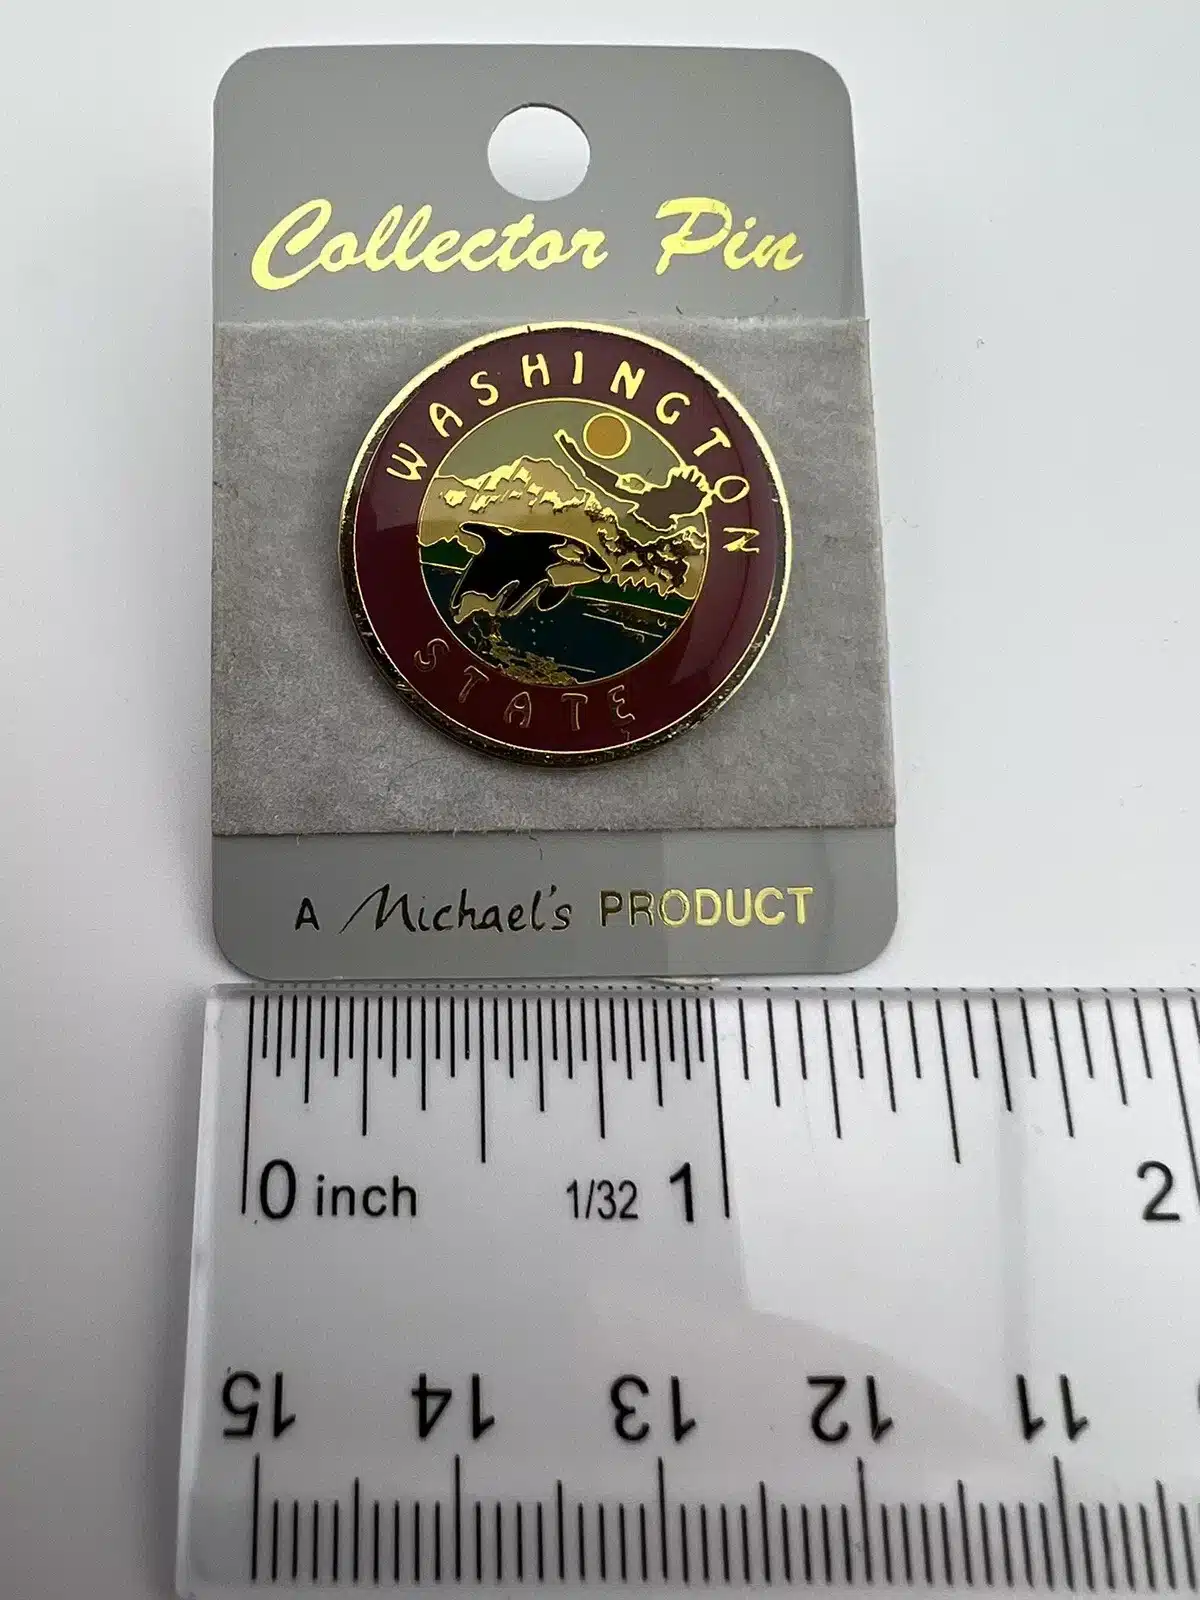 Collector Pin
WASHINGTON
STATE
A Michael's PRODUCT
0 inch 1/32 1 2
15 14 13 12 11